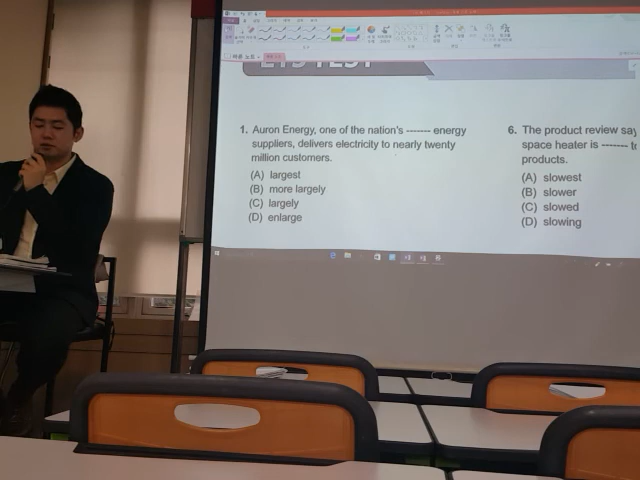 1. Auron Energy, one of the nation's ------- energy
suppliers, delivers electricity to nearly twenty
million customers.
(A) largest
(B) more largely
(C) largely
(D) enlarge
6. The product review say
space heater is ------- t
products.
(A) slowest
(B) slower
(C) slowed
(D) slowing